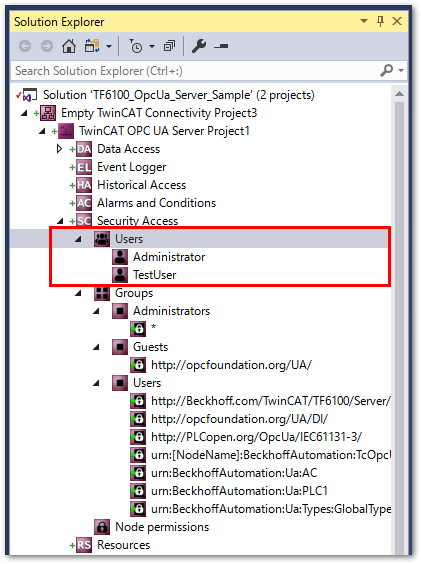 Solution Explorer
Search Solution Explorer (Ctrl+:)
Solution 'TF6100_OpcUa_Server_Sample' (2 projects)
Empty TwinCAT Connectivity Project3
TwinCAT OPC UA Server Project1
DA Data Access
EL Event Logger
HA Historical Access
AC Alarms and Conditions
SC Security Access
Users
Administrator
TestUser
Groups
Administrators
*
Guests
http://opcfoundation.org/UA/
Users
http://Beckhoff.com/TwinCAT/TF6100/Server/
http://opcfoundation.org/UA/DI/
http://PLCopen.org/OpcUa/IEC61131-3/
urn:[NodeName]:BeckhoffAutomation:TcOpcU
urn:BeckhoffAutomation:Ua:AC
urn:BeckhoffAutomation:Ua:PLC1
urn:BeckhoffAutomation:Ua:Types:GlobalType
Node permissions
RS Resources